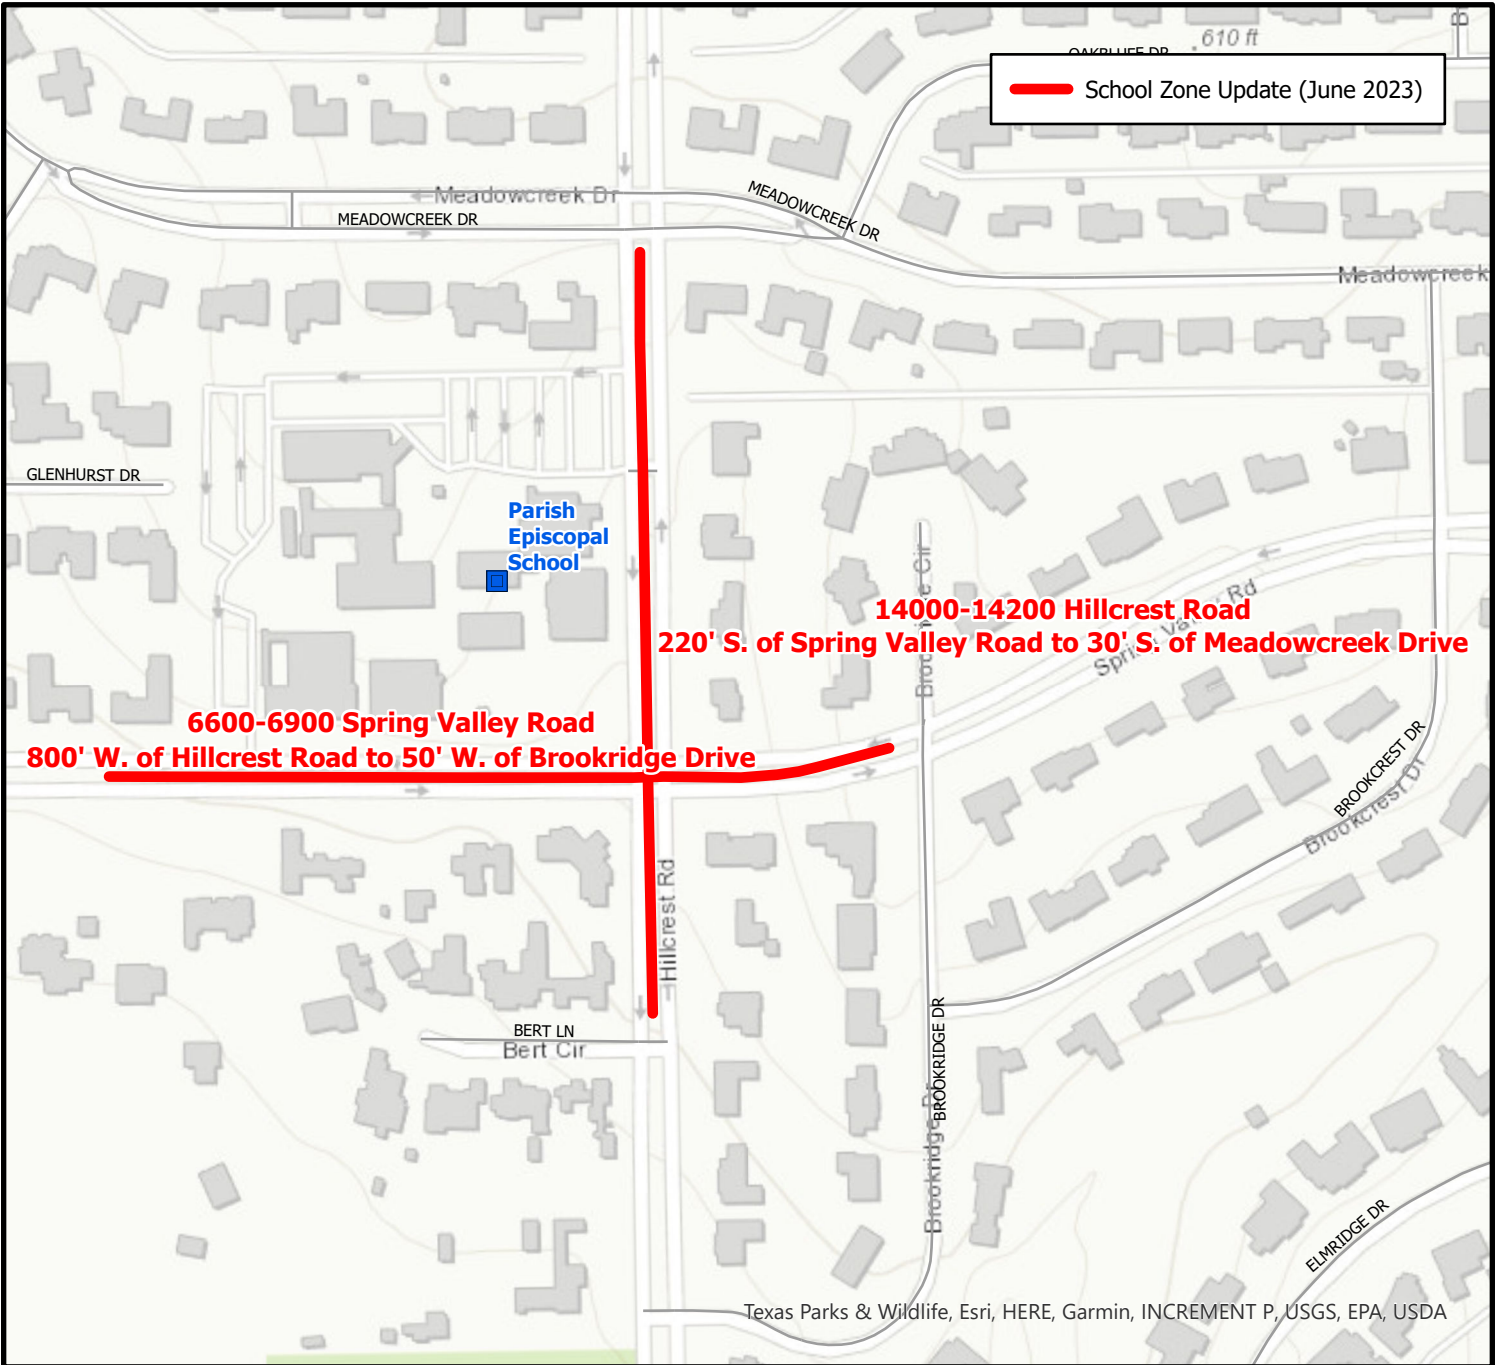 610 ft
OAKBLUFF DR
School Zone Update (June 2023)
Meadowcreek Dr
MEADOWCREEK DR
MEADOWCREEK DR
Meadowcreek
GLENHURST DR
Parish
Episcopal
School
14000-14200 Hillcrest Road
220' S. of Spring Valley Road to 30' S. of Meadowcreek Drive
Spring Valley Rd
6600-6900 Spring Valley Road
800' W. of Hillcrest Road to 50' W. of Brookridge Drive
BROOKCREST DR
Brookcrest Dr
Hillcrest Rd
BERT LN
Bert Cir
BROOKRIDGE DR
Brookridge Dr
ELMRIDGE DR
Texas Parks & Wildlife, Esri, HERE, Garmin, INCREMENT P, USGS, EPA, USDA